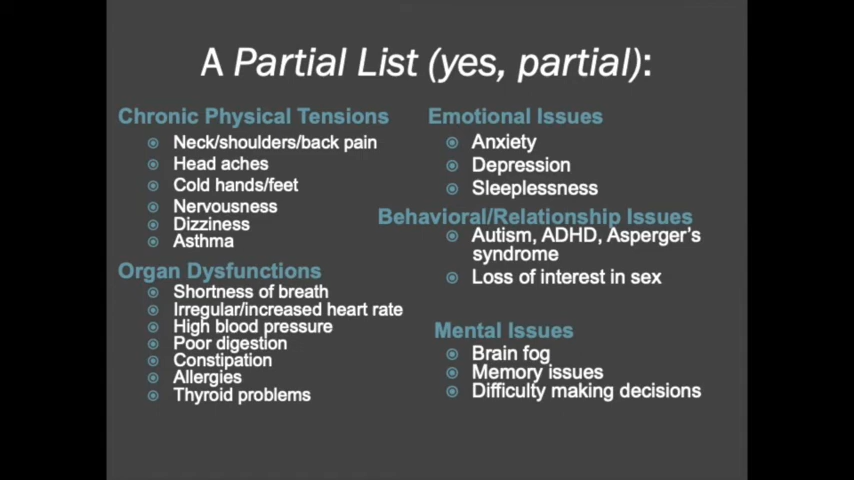 A Partial List (yes, partial):
Chronic Physical Tensions
Neck/shoulders/back pain
Head aches
Cold hands/feet
Nervousness
Dizziness
Asthma
Organ Dysfunctions
Shortness of breath
Irregular/increased heart rate
High blood pressure
Poor digestion
Constipation
Allergies
Thyroid problems
Emotional Issues
Anxiety
Depression
Sleeplessness
Behavioral/Relationship Issues
Autism, ADHD, Asperger's
syndrome
Loss of interest in sex
Mental Issues
Brain fog
Memory issues
Difficulty making decisions